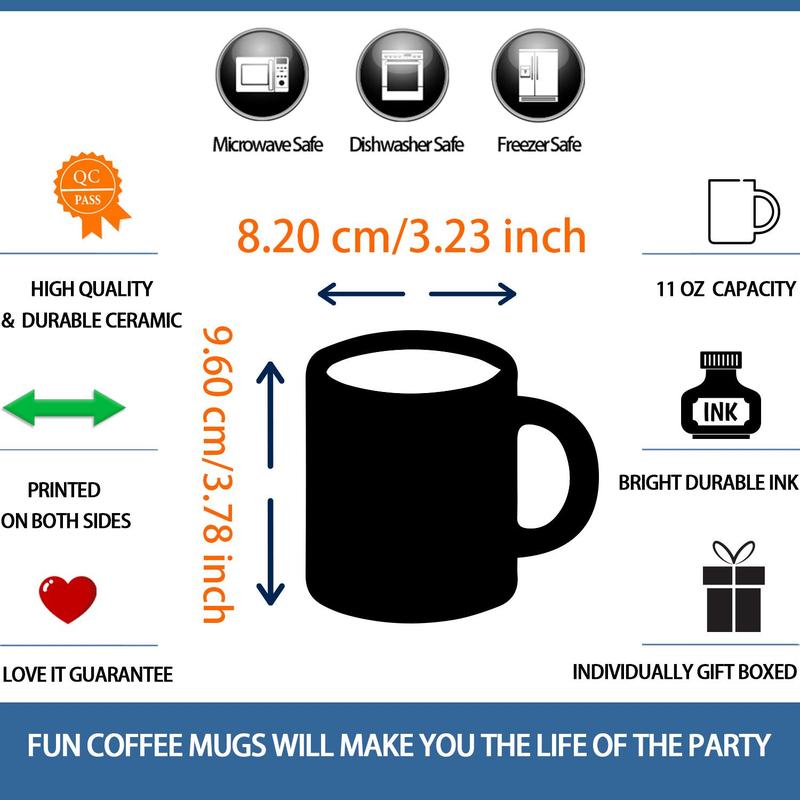 Microwave Safe
Dishwasher Safe
Freezer Safe
QC
PASS
8.20 cm/3.23 inch
HIGH QUALITY
& DURABLE CERAMIC
11 OZ CAPACITY
9.60 cm/3.78 inch
INK
PRINTED
ON BOTH SIDES
BRIGHT DURABLE INK
LOVE IT GUARANTEE
INDIVIDUALLY GIFT BOXED
FUN COFFEE MUGS WILL MAKE YOU THE LIFE OF THE PARTY